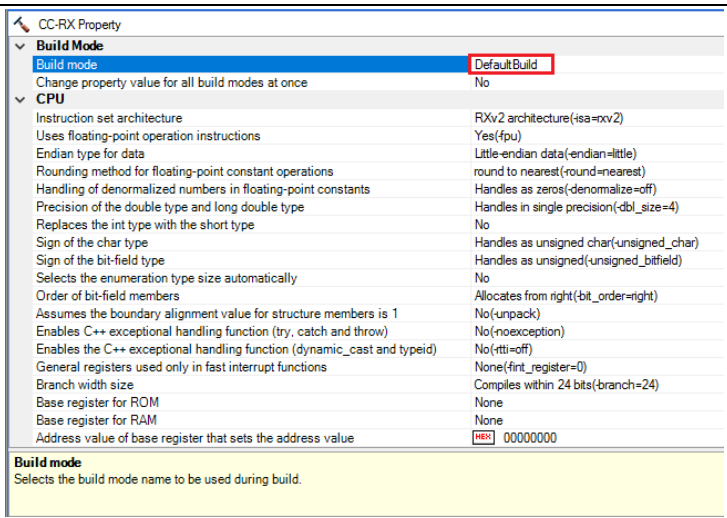 CC-RX Property
Build Mode
Build mode DefaultBuild
Change property value for all build modes at once No
CPU
Instruction set architecture RXv2 architecture(-isa=rxv2)
Uses floating-point operation instructions Yes(-fpu)
Endian type for data Little-endian data(-endian=little)
Rounding method for floating-point constant operations round to nearest(-round=nearest)
Handling of denormalized numbers in floating-point constants Handles as zeros(-denormalize=off)
Precision of the double type and long double type Handles in single precision(-dbl_size=4)
Replaces the int type with the short type No
Sign of the char type Handles as unsigned char(-unsigned_char)
Sign of the bit-field type Handles as unsigned(-unsigned_bitfield)
Selects the enumeration type size automatically No
Order of bit-field members Allocates from right(-bit_order=right)
Assumes the boundary alignment value for structure members is 1 No(-unpack)
Enables C++ exceptional handling function (try, catch and throw) No(-noexception)
Enables the C++ exceptional handling function (dynamic_cast and typeid) No(-rtti=off)
General registers used only in fast interrupt functions None(-fint_register=0)
Branch width size Compiles within 24 bits(-branch=24)
Base register for ROM None
Base register for RAM None
Address value of base register that sets the address value HEX 00000000
Build mode
Selects the build mode name to be used during build.